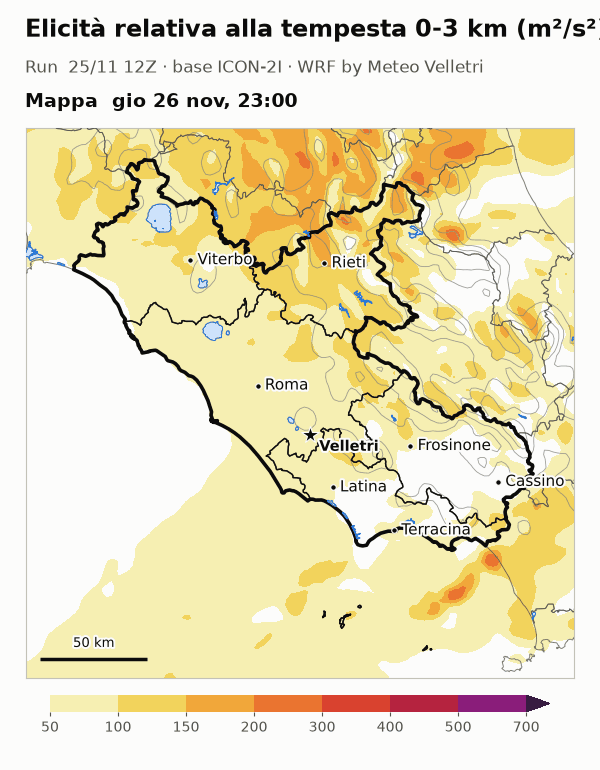 Elicità relativa alla tempesta 0-3 km (m²/s²)
Run  25/11 12Z · base ICON-2I · WRF by Meteo Velletri
Mappa  gio 26 nov, 23:00
Viterbo
Rieti
Roma
Velletri
Frosinone
Cassino
Latina
Terracina
50 km
50 100 150 200 300 400 500 700